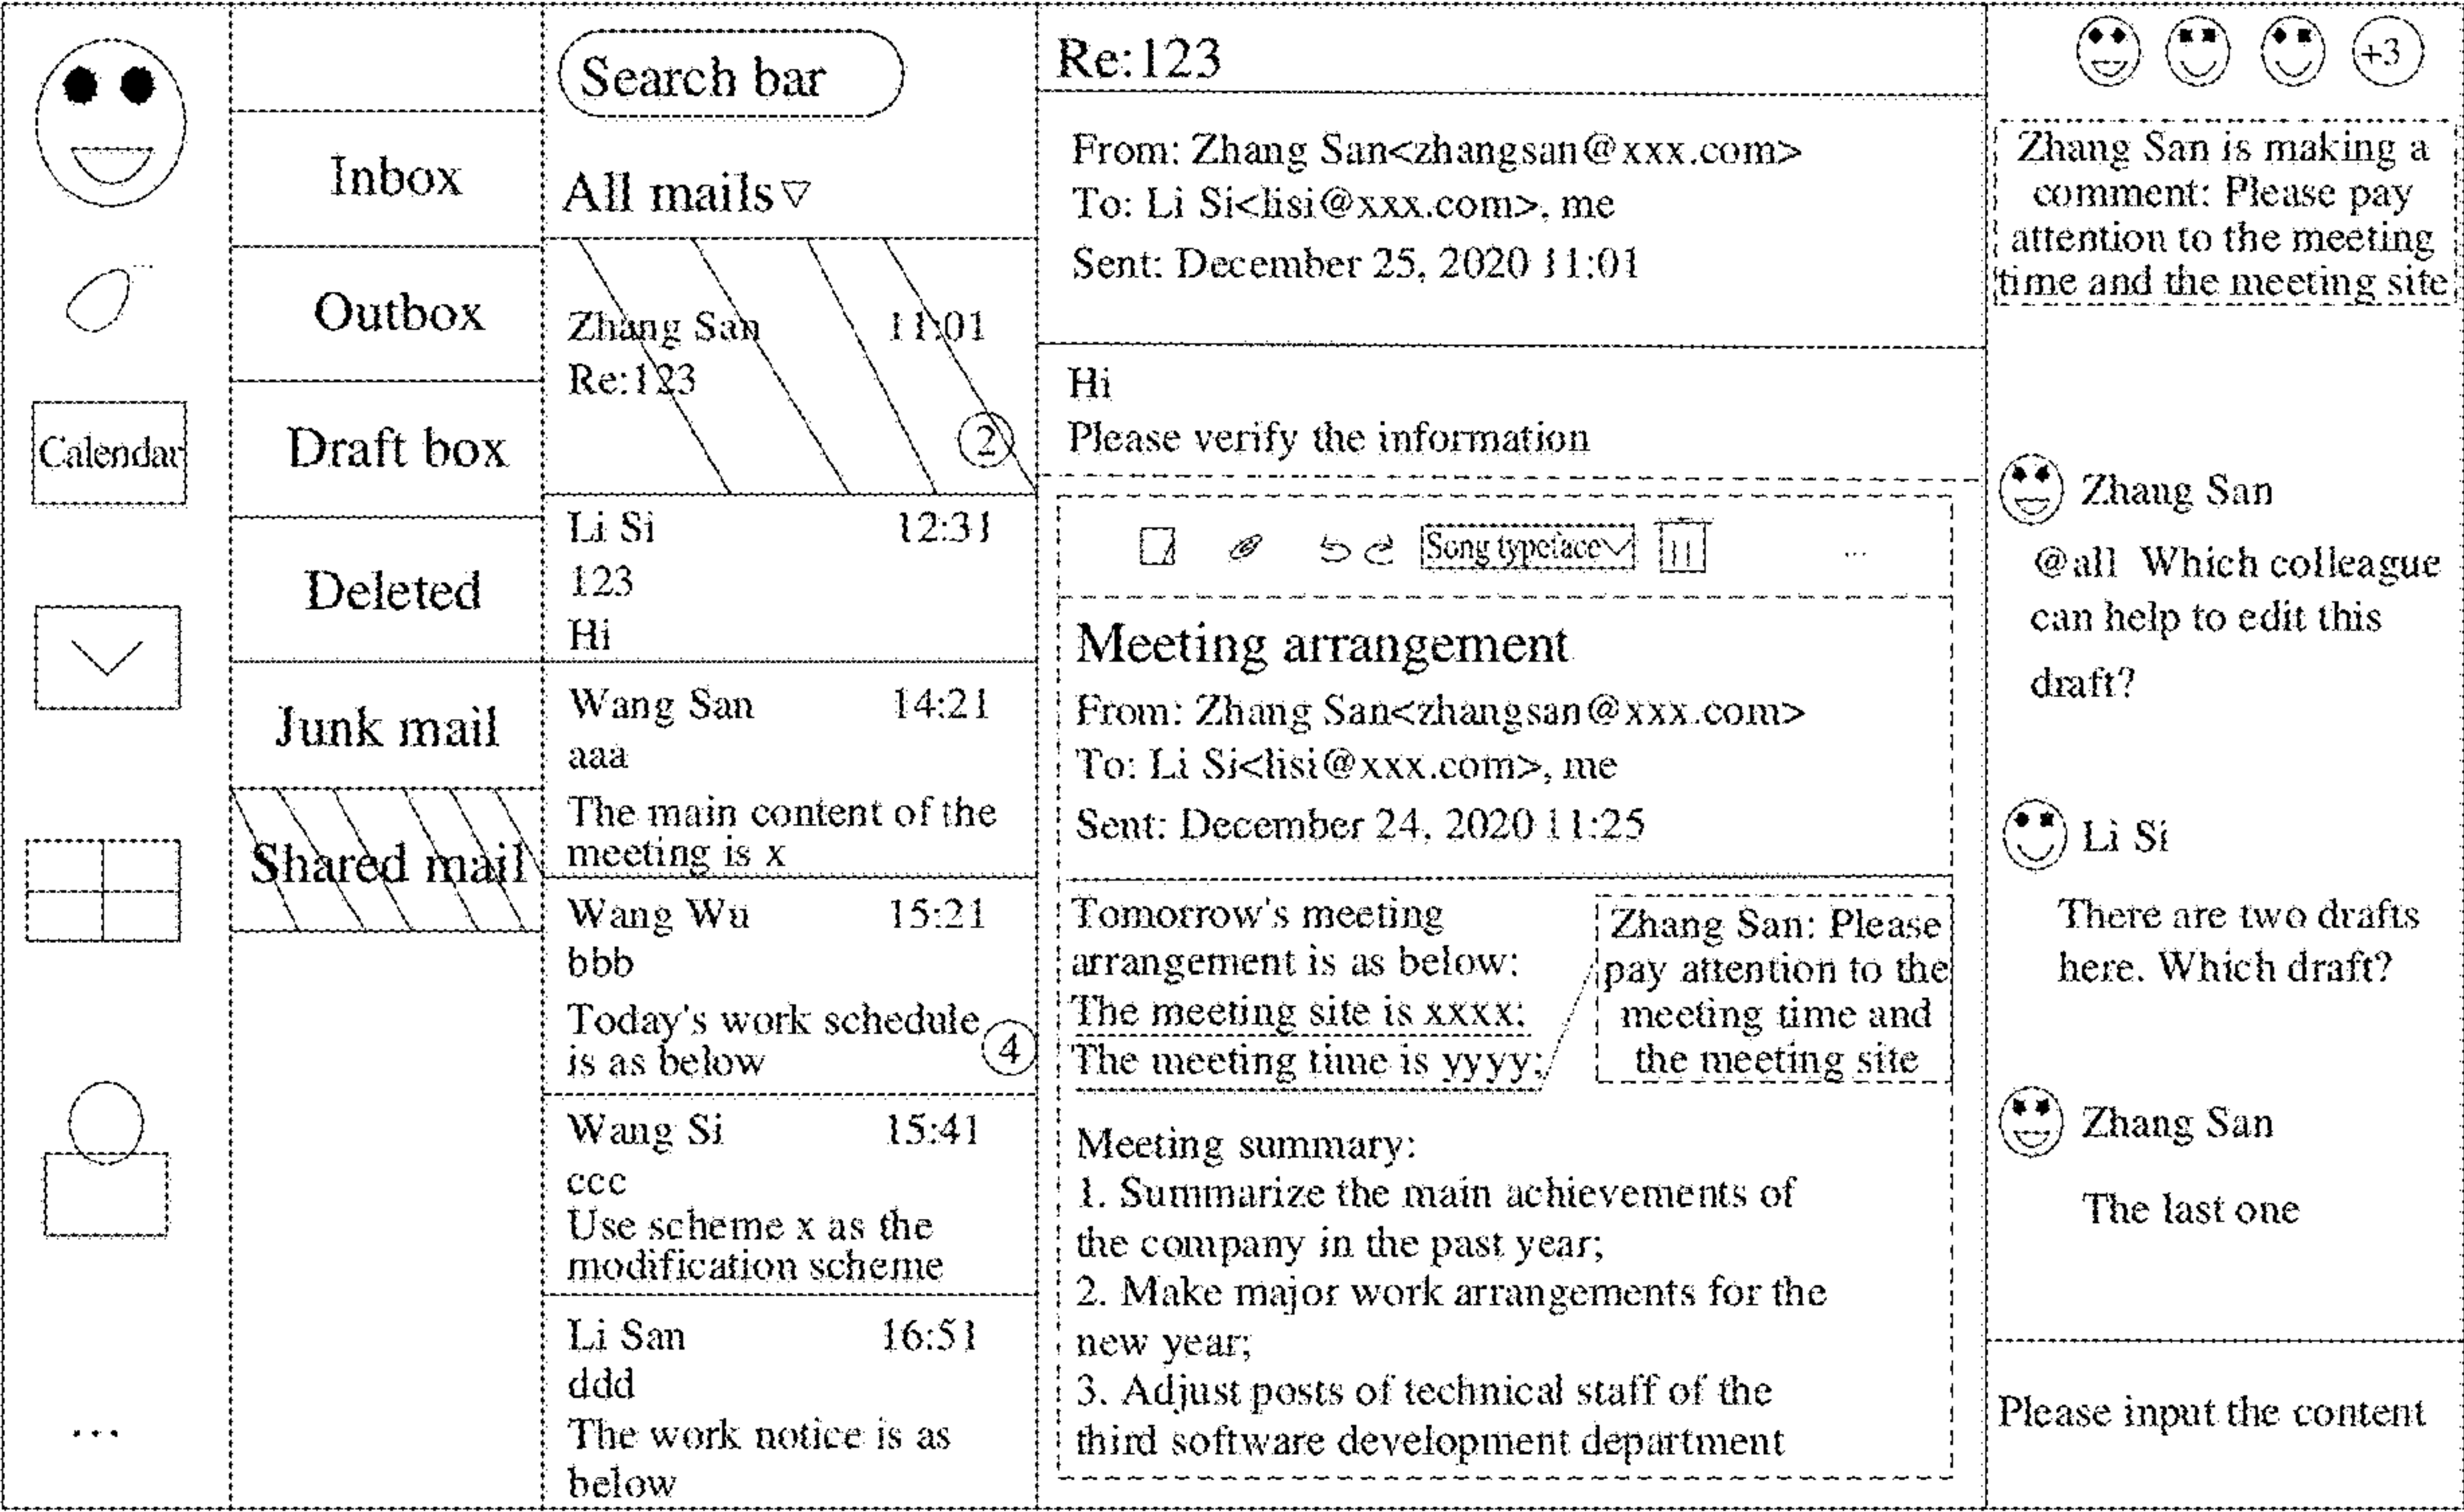 Calendar
...
Inbox
Outbox
Draft box
Deleted
Junk mail
Shared mail
Search bar
All mails
Zhang San 11:01
Re:123
2
Li Si 12:31
123
Hi
Wang San 14:21
aaa
The main content of the
meeting is x
Wang Wu 15:21
bbb
Today's work schedule
is as below
4
Wang Si 15:41
ccc
Use scheme x as the
modification scheme
Li San 16:51
ddd
The work notice is as
below
Re:123
From: Zhang San<zhangsan@xxx.com>
To: Li Si<lisi@xxx.com>, me
Sent: December 25, 2020 11:01
Hi
Please verify the information
Song typeface
...
Meeting arrangement
From: Zhang San<zhangsan@xxx.com>
To: Li Si<lisi@xxx.com>, me
Sent: December 24, 2020 11:25
Tomorrow's meeting
arrangement is as below:
The meeting site is xxxx;
The meeting time is yyyy;
Zhang San: Please
pay attention to the
meeting time and
the meeting site
Meeting summary:
1. Summarize the main achievements of
the company in the past year;
2. Make major work arrangements for the
new year;
3. Adjust posts of technical staff of the
third software development department
+3
Zhang San is making a
comment: Please pay
attention to the meeting
time and the meeting site
Zhang San
@all Which colleague
can help to edit this
draft?
Li Si
There are two drafts
here. Which draft?
Zhang San
The last one
Please input the content